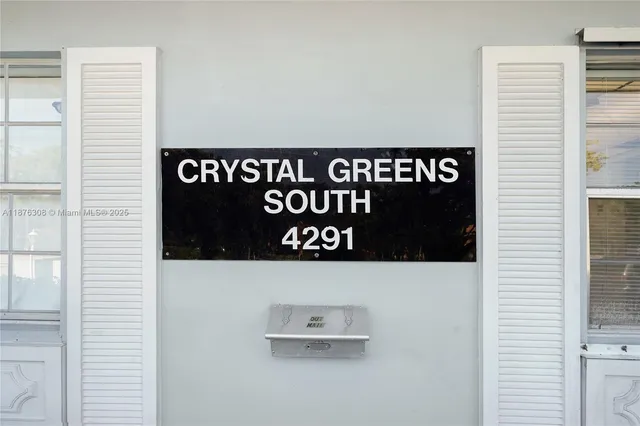 CRYSTAL GREENS
SOUTH
4291
A11876308 © Miami MLS® 2025
OUT
MAIL